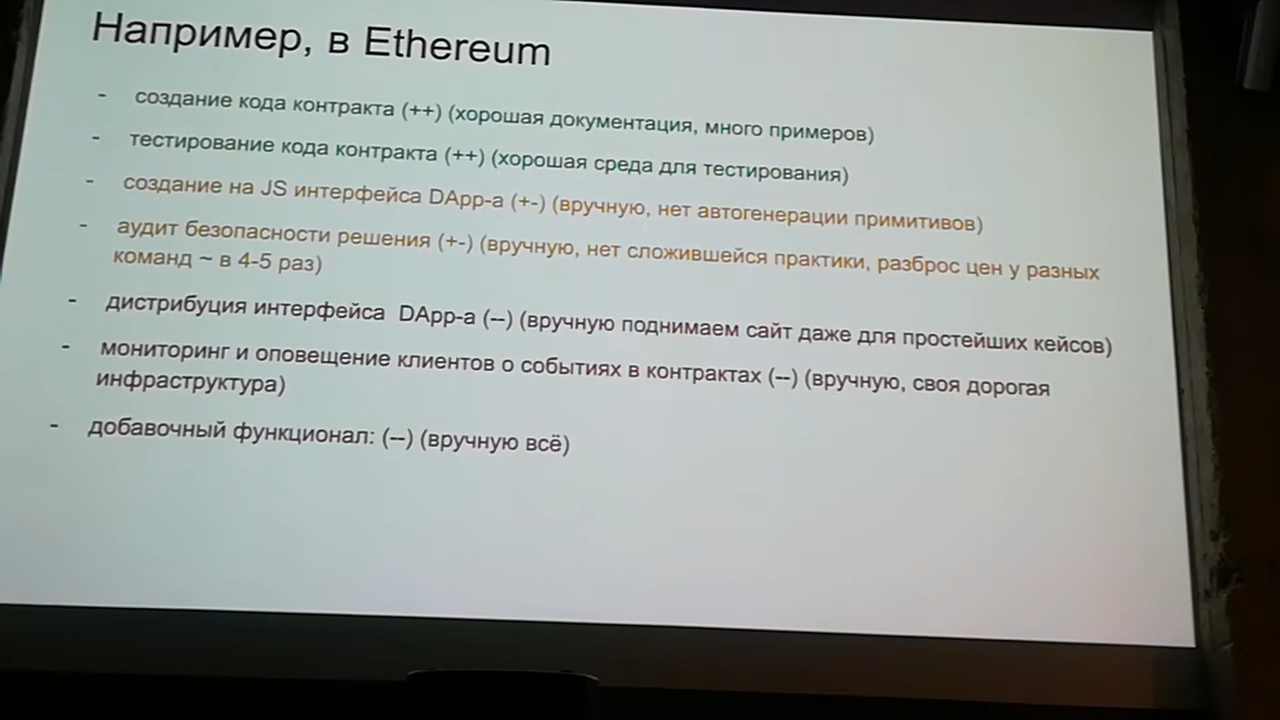 Например, в Ethereum
- создание кода контракта (++) (хорошая документация, много примеров)
- тестирование кода контракта (++) (хорошая среда для тестирования)
- создание на JS интерфейса DApp-а (+-) (вручную, нет автогенерации примитивов)
- аудит безопасности решения (+-) (вручную, нет сложившейся практики, разброс цен у разных
команд ~ в 4-5 раз)
- дистрибуция интерфейса DApp-а (--) (вручную поднимаем сайт даже для простейших кейсов)
- мониторинг и оповещение клиентов о событиях в контрактах (--) (вручную, своя дорогая
инфраструктура)
- добавочный функционал: (--) (вручную всё)